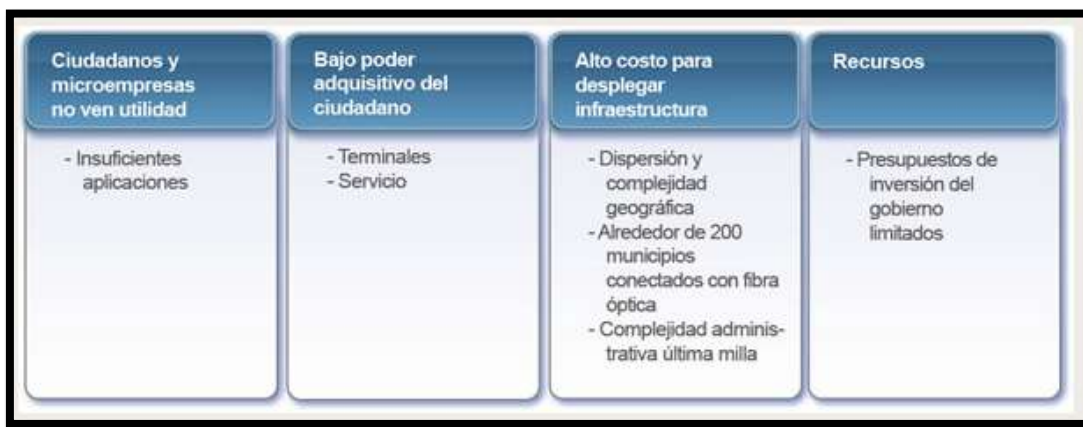 Ciudadanos y
microempresas
no ven utilidad
- Insuficientes
aplicaciones
Bajo poder
adquisitivo del
ciudadano
- Terminales
- Servicio
Alto costo para
desplegar
infraestructura
- Dispersión y
complejidad
geográfica
- Alrededor de 200
municipios
conectados con fibra
óptica
- Complejidad adminis-
trativa última milla
Recursos
- Presupuestos de
inversión del
gobierno
limitados